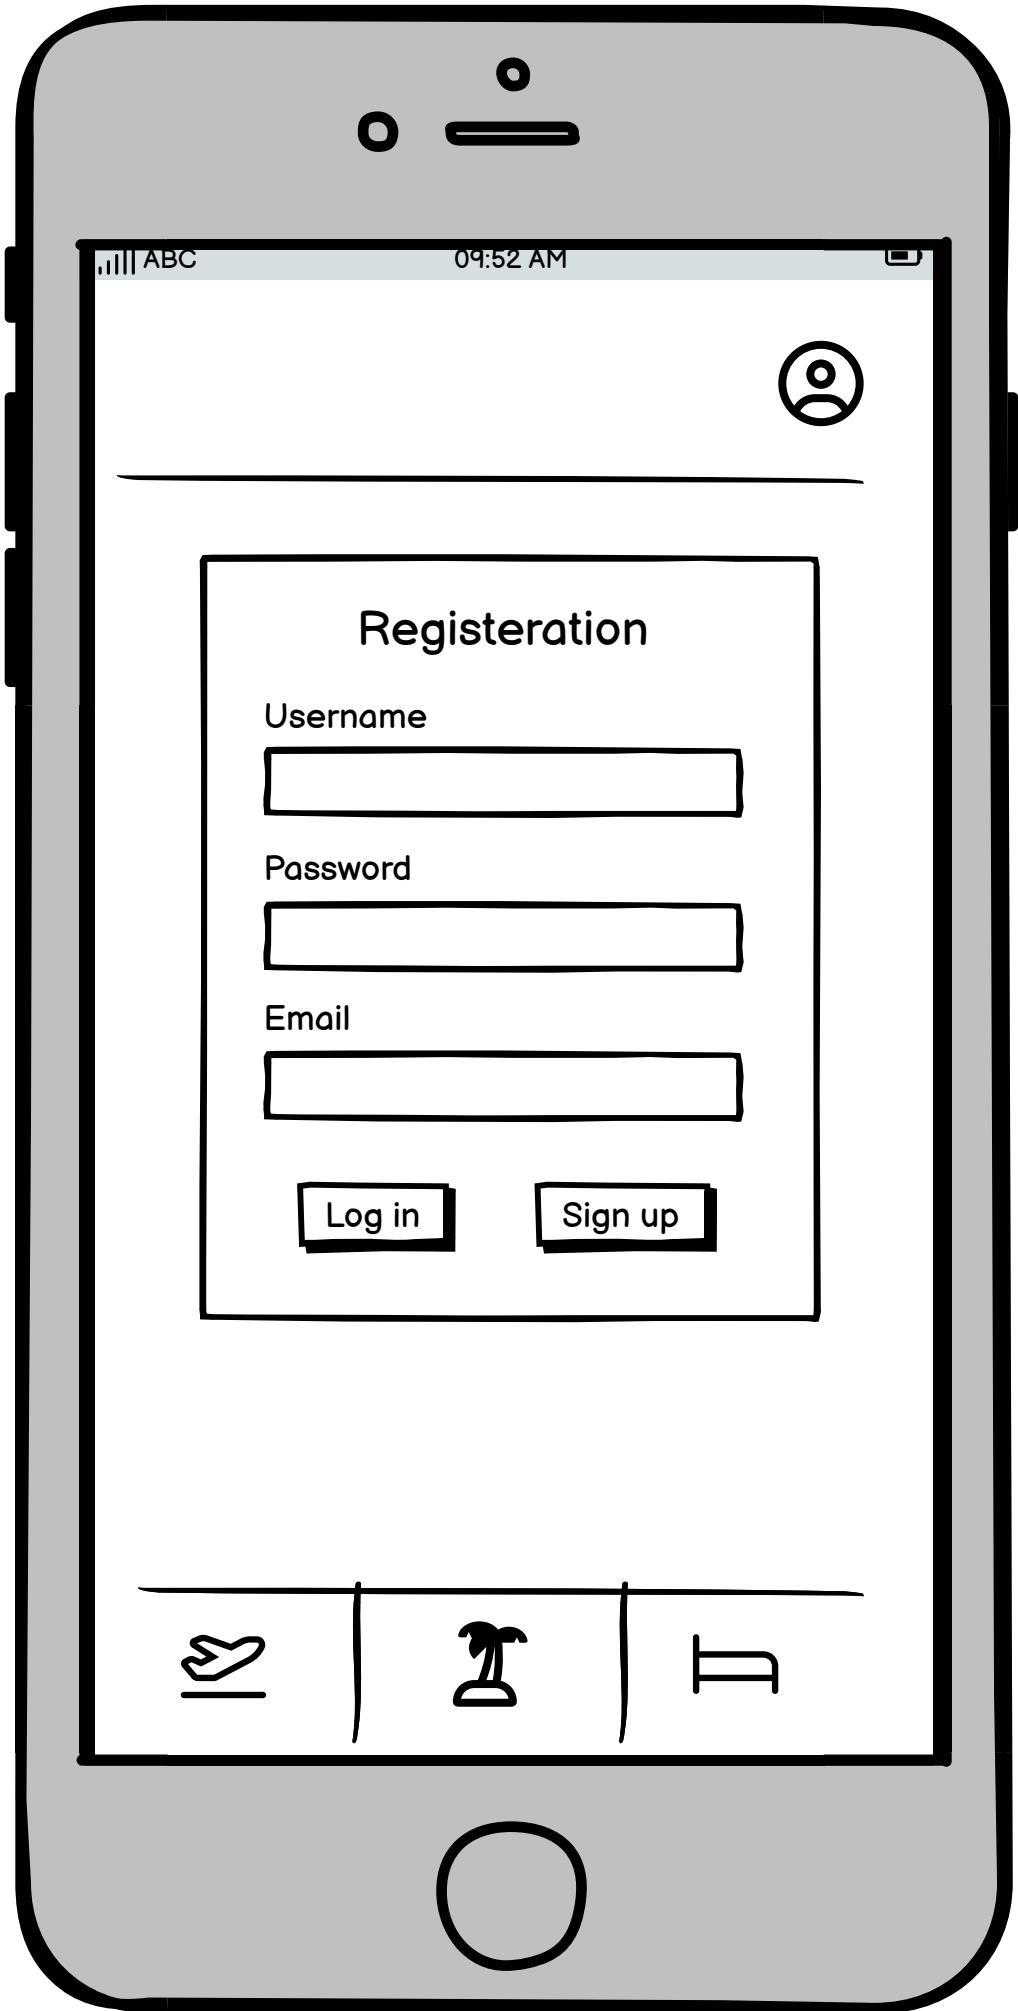 ABC 09:52 AM
Registeration
Username
Password
Email
Log in Sign up